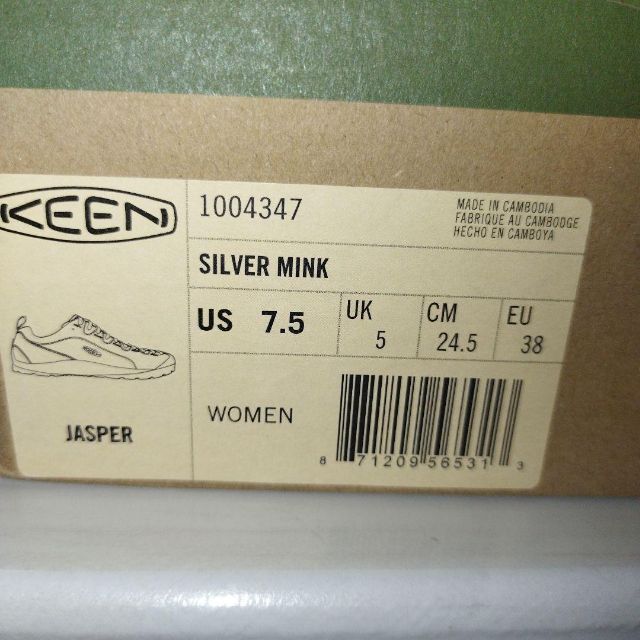 KEEN
1004347
MADE IN CAMBODIA
FABRIQUE AU CAMBODGE
HECHO EN CAMBOYA
SILVER MINK
US 7.5
UK 5
CM 24.5
EU 38
KEEN
JASPER
WOMEN
8 71209 56531 3